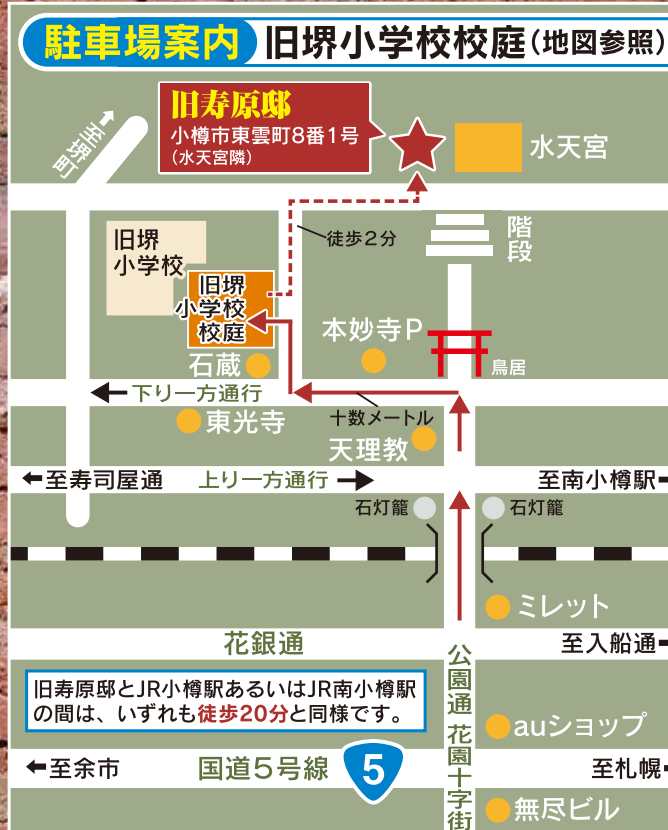 駐車場案内 旧堺小学校校庭(地図参照)
旧寿原邸
小樽市東雲町8番1号
(水天宮隣)
至堺町
水天宮
徒歩2分
階段
旧堺
小学校
旧堺
小学校
校庭
本妙寺P
鳥居
石蔵
下り一方通行
東光寺
十数メートル
天理教
至寿司屋通
上り一方通行
至南小樽駅
石灯籠
石灯籠
ミレット
花銀通
至入船通
公園通 花園十字街
旧寿原邸とJR小樽駅あるいはJR南小樽駅
の間は、いずれも徒歩20分と同様です。
auショップ
至余市
国道5号線
5
至札幌
無尽ビル